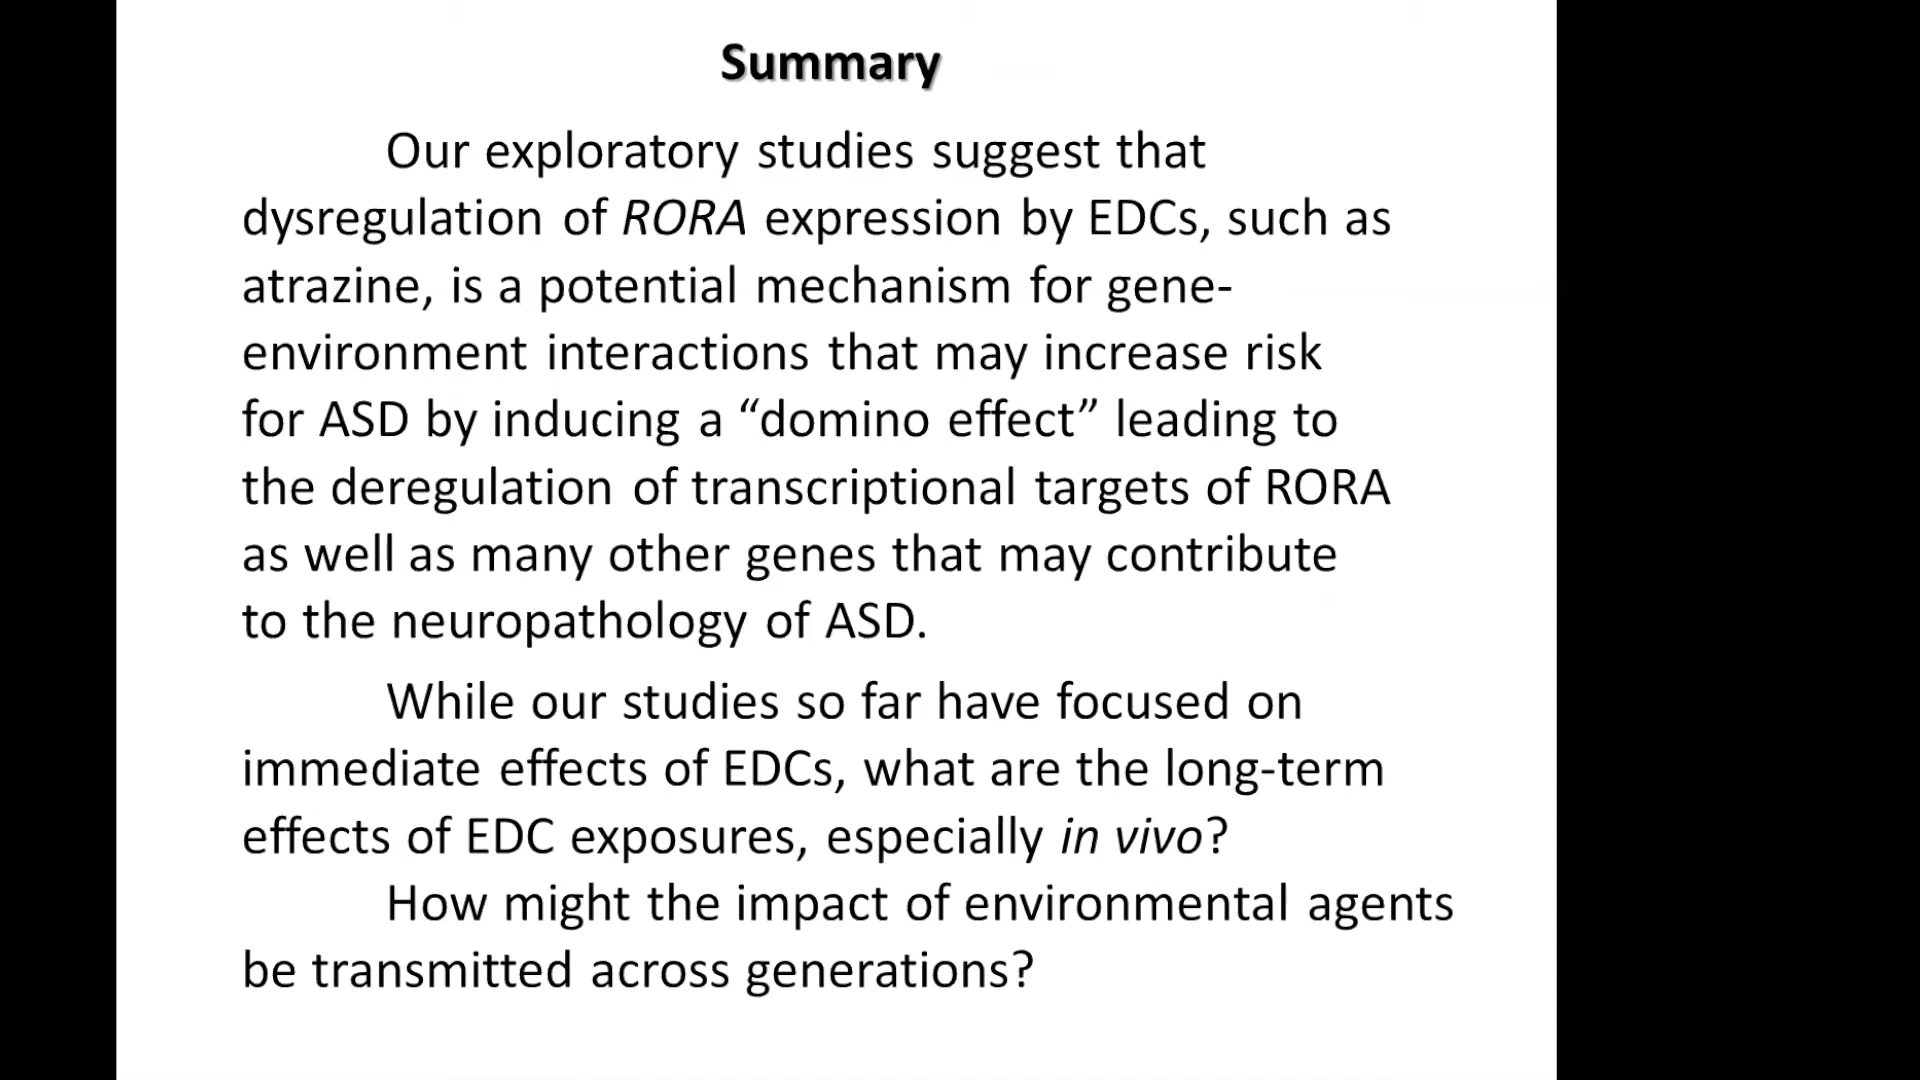 Summary
Our exploratory studies suggest that
dysregulation of RORA expression by EDCs, such as
atrazine, is a potential mechanism for gene-
environment interactions that may increase risk
for ASD by inducing a “domino effect” leading to
the deregulation of transcriptional targets of RORA
as well as many other genes that may contribute
to the neuropathology of ASD.
While our studies so far have focused on
immediate effects of EDCs, what are the long-term
effects of EDC exposures, especially in vivo?
How might the impact of environmental agents
be transmitted across generations?